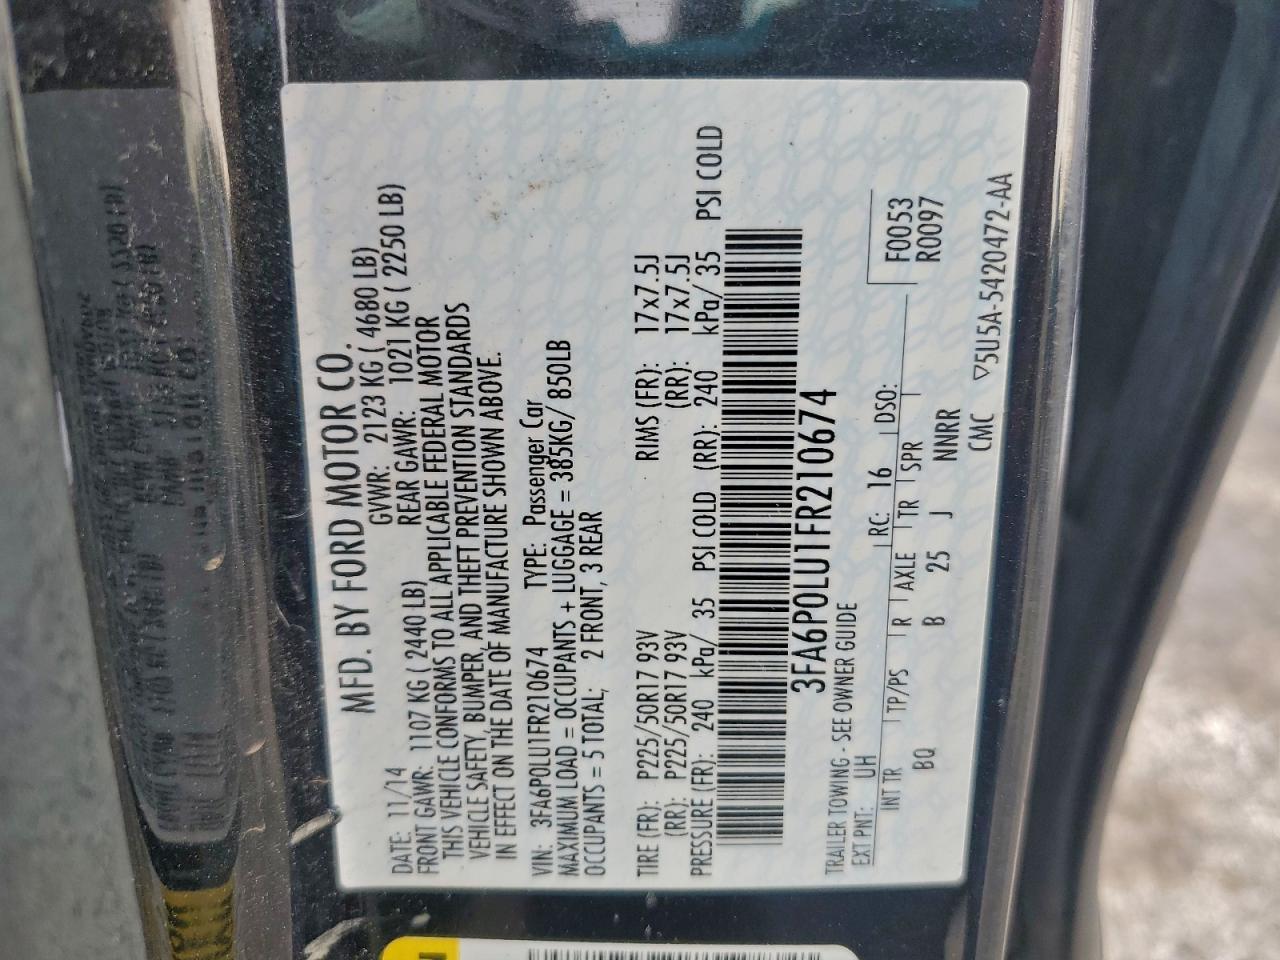 MFD. BY FORD MOTOR CO.
DATE: 11/14 GVWR: 2123 KG ( 4680 LB)
FRONT GAWR: 1107 KG ( 2440 LB) REAR GAWR: 1021 KG ( 2250 LB)
THIS VEHICLE CONFORMS TO ALL APPLICABLE FEDERAL MOTOR
VEHICLE SAFETY, BUMPER, AND THEFT PREVENTION STANDARDS
IN EFFECT ON THE DATE OF MANUFACTURE SHOWN ABOVE.
VIN: 3FA6P0LU1FR210674 TYPE: Passenger Car
MAXIMUM LOAD = OCCUPANTS + LUGGAGE = 385KG/ 850LB
OCCUPANTS = 5 TOTAL; 2 FRONT, 3 REAR
TIRE (FR): P225/50R17 93V RIMS (FR): 17x7.5J
(RR): P225/50R17 93V (RR): 17x7.5J
PRESSURE (FR): 240 kPa/ 35 PSI COLD (RR): 240 kPa/ 35 PSI COLD
3FA6P0LU1FR210674
TRAILER TOWING - SEE OWNER GUIDE
EXT PNT: UH RC: 16 DSO: F0053
INT TR TP/PS R AXLE TR SPR R0097
BQ B 25 J NNRR
CMC ▽5U5A-5420472-AA